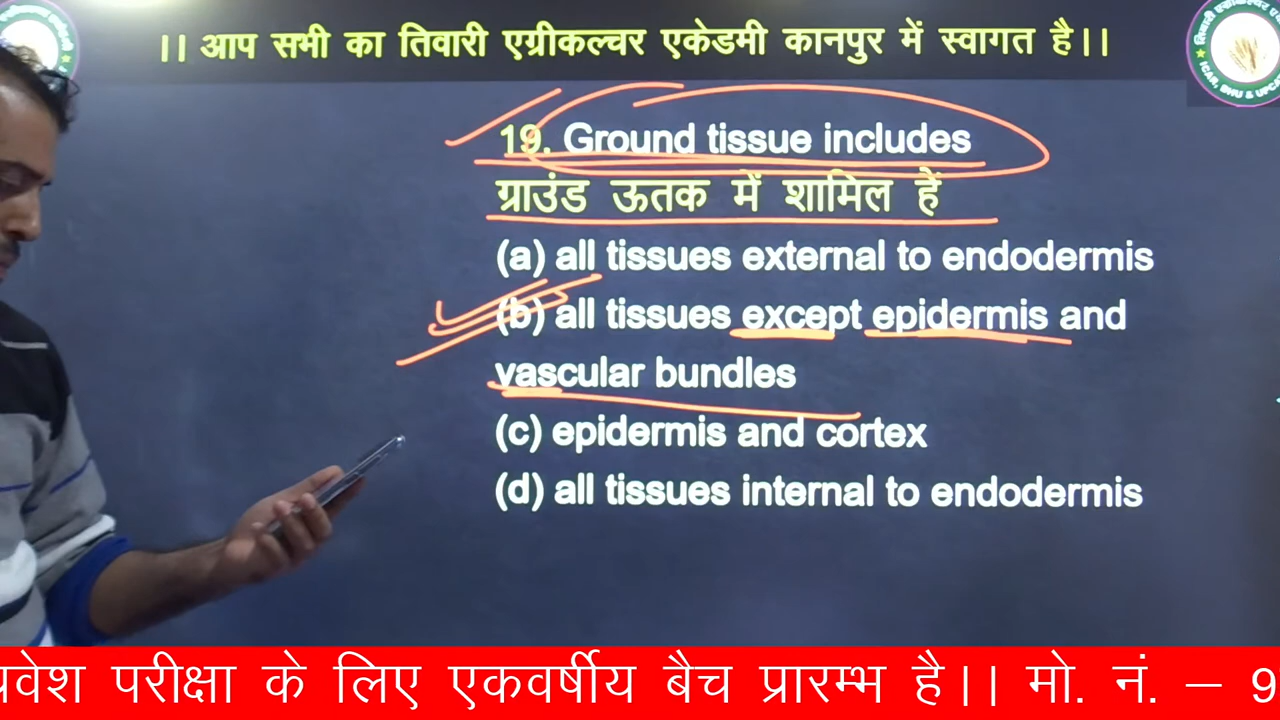 ।। आप सभी का तिवारी एग्रीकल्चर एकेडमी कानपुर में स्वागत है।।
19. Ground tissue includes
ग्राउंड ऊतक में शामिल हैं
(a) all tissues external to endodermis
(b) all tissues except epidermis and
vascular bundles
(c) epidermis and cortex
(d) all tissues internal to endodermis
प्रवेश परीक्षा के लिए एकवर्षीय बैच प्रारम्भ है।। मो. नं. – 9